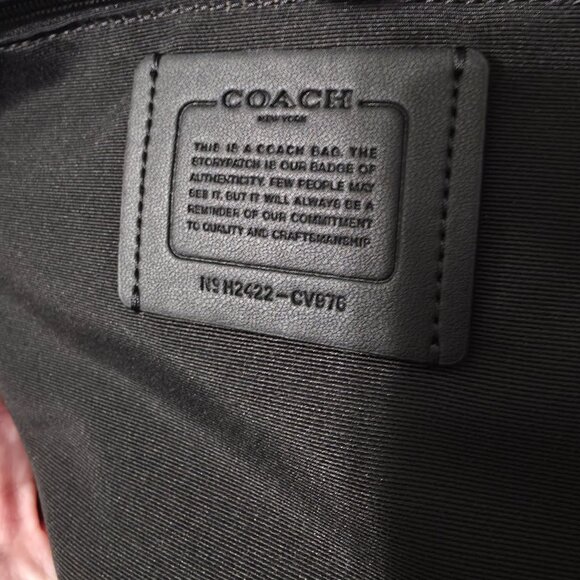 COACH
NEW YORK
THIS IS A COACH BAG. THE
STORYPATCH IS OUR BADGE OF
AUTHENTICITY. FEW PEOPLE MAY
SEE IT, BUT IT WILL ALWAYS BE A
REMINDER OF OUR COMMITMENT
TO QUALITY AND CRAFTSMANSHIP.
Nº H2422-CV976